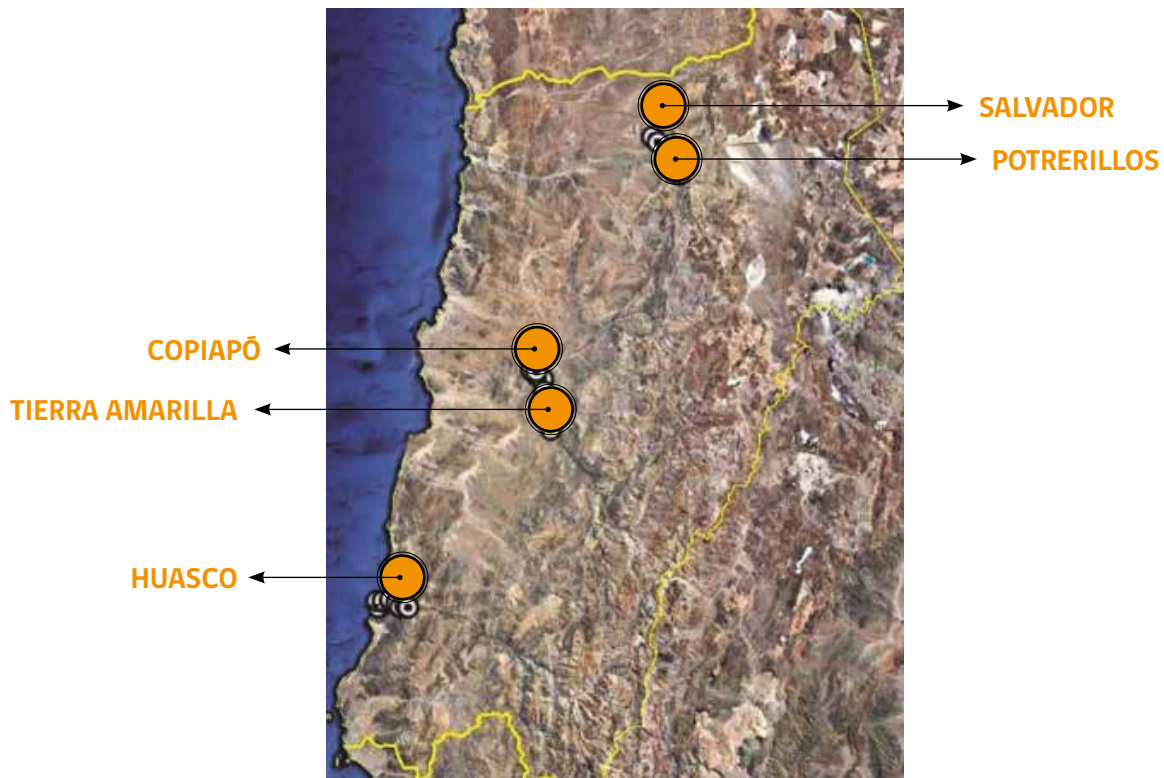 SALVADOR
POTRERILLOS
COPIAPÓ
TIERRA AMARILLA
HUASCO